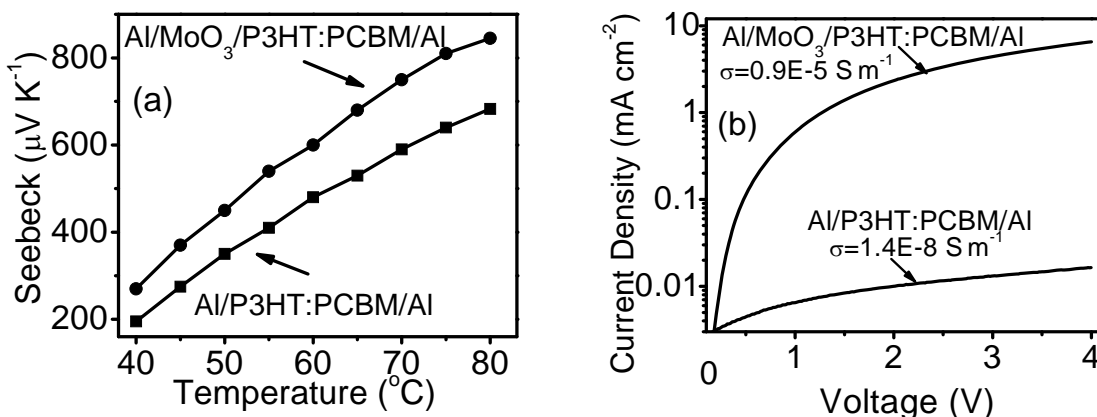 (a)
Al/MoO₃/P3HT:PCBM/Al
Al/P3HT:PCBM/Al
Seebeck (μV K⁻¹)
800
600
400
200
40 50 60 70 80
Temperature (°C)
(b)
Al/MoO₃/P3HT:PCBM/Al
σ=0.9E-5 S m⁻¹
Al/P3HT:PCBM/Al
σ=1.4E-8 S m⁻¹
Current Density (mA cm⁻²)
10
1
0.1
0.01
0 1 2 3 4
Voltage (V)